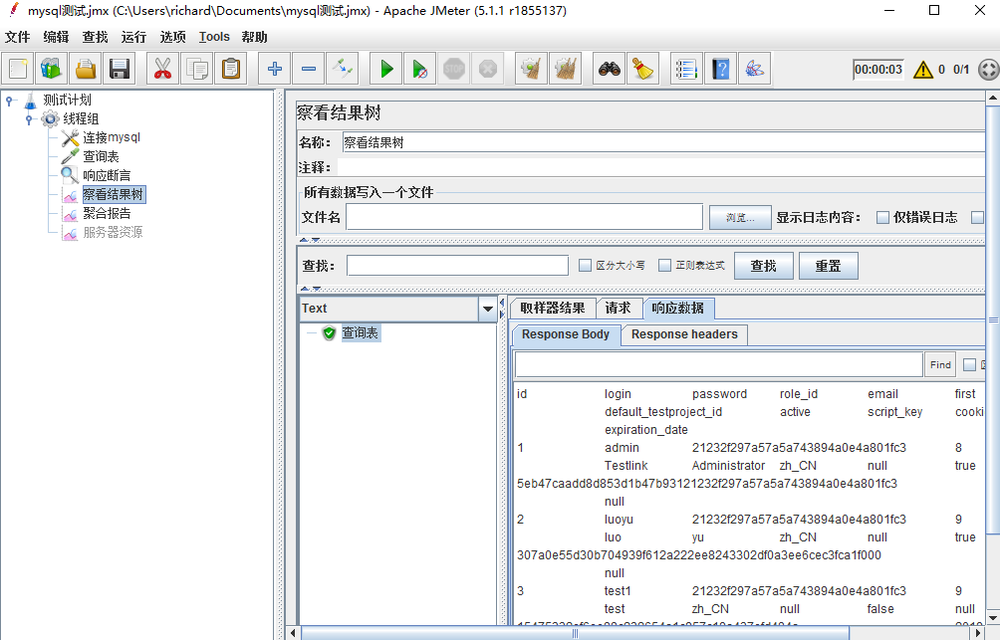 mysql测试.jmx (C:\Users\richard\Documents\mysql测试.jmx) - Apache JMeter (5.1.1 r1855137)
文件 编辑 查找 运行 选项 Tools 帮助
STOP 00:00:03 0 0/1
测试计划
线程组
连接mysql
查询表
响应断言
察看结果树
聚合报告
服务器资源
察看结果树
名称： 察看结果树
注释：
所有数据写入一个文件
文件名 浏览... 显示日志内容： 仅错误日志
查找： 区分大小写 正则表达式 查找 重置
Text
查询表
取样器结果 请求 响应数据
Response Body Response headers
Find
id login password role_id email first
default_testproject_id active script_key cooki
expiration_date
1 admin 21232f297a57a5a743894a0e4a801fc3 8
Testlink Administrator zh_CN null true
5eb47caadd8d853d1b47b93121232f297a57a5a743894a0e4a801fc3
null
2 luoyu 21232f297a57a5a743894a0e4a801fc3 9
luo yu zh_CN null true
307a0e55d30b704939f612a222ee8243302df0a3ee6cec3fca1f000
null
3 test1 21232f297a57a5a743894a0e4a801fc3 9
test zh_CN null false null